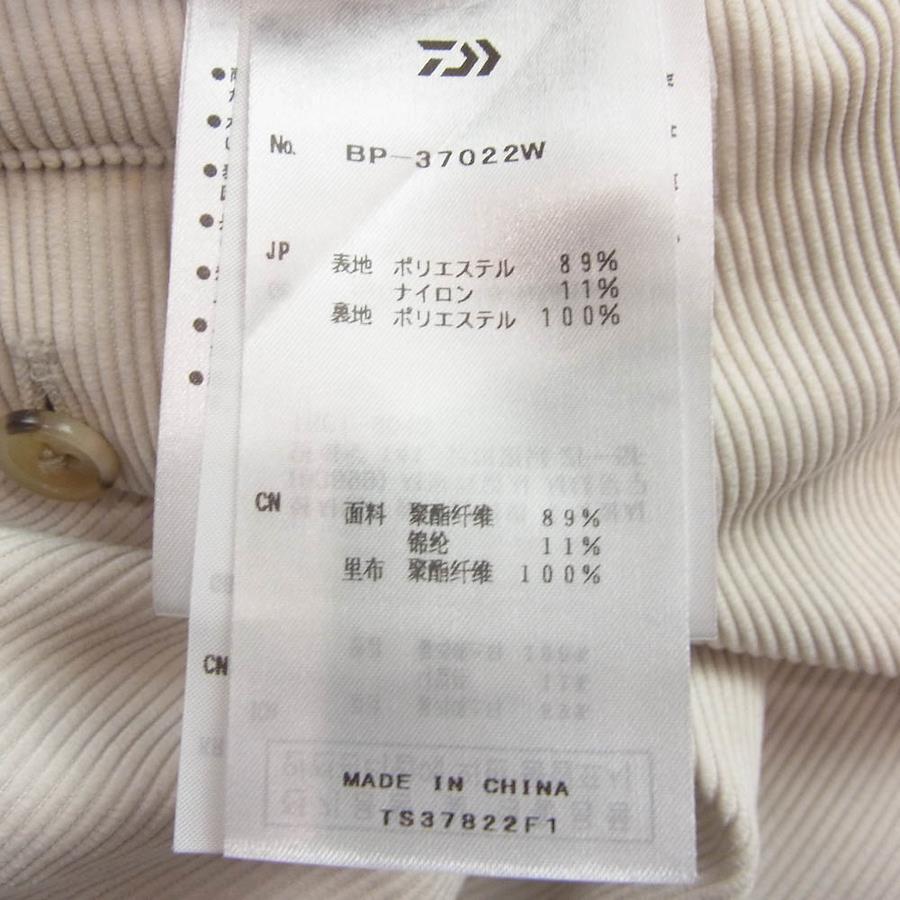 No. BP-37022W
JP 表地 ポリエステル 89%
ナイロン 11%
裏地 ポリエステル 100%
CN 面料 聚酯纤维 89%
锦纶 11%
里布 聚酯纤维 100%
CN
MADE IN CHINA
TS37822F1